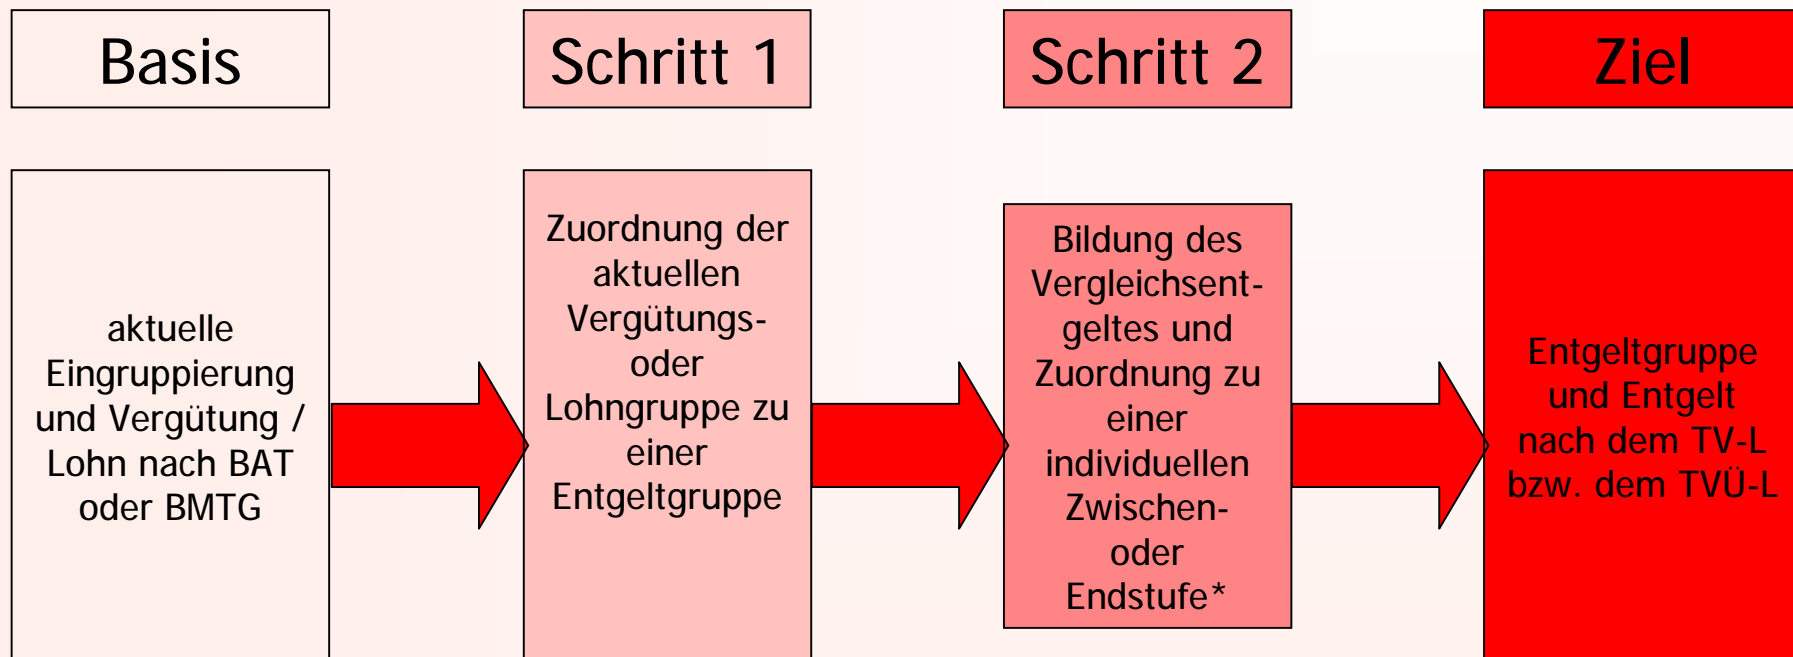 Basis
Schritt 1
Schritt 2
Ziel
aktuelle
Eingruppierung
und Vergütung /
Lohn nach BAT
oder BMTG
Zuordnung der
aktuellen
Vergütungs-
oder
Lohngruppe zu
einer
Entgeltgruppe
Bildung des
Vergleichsent-
geltes und
Zuordnung zu
einer
individuellen
Zwischen-
oder
Endstufe*
Entgeltgruppe
und Entgelt
nach dem TV-L
bzw. dem TVÜ-L